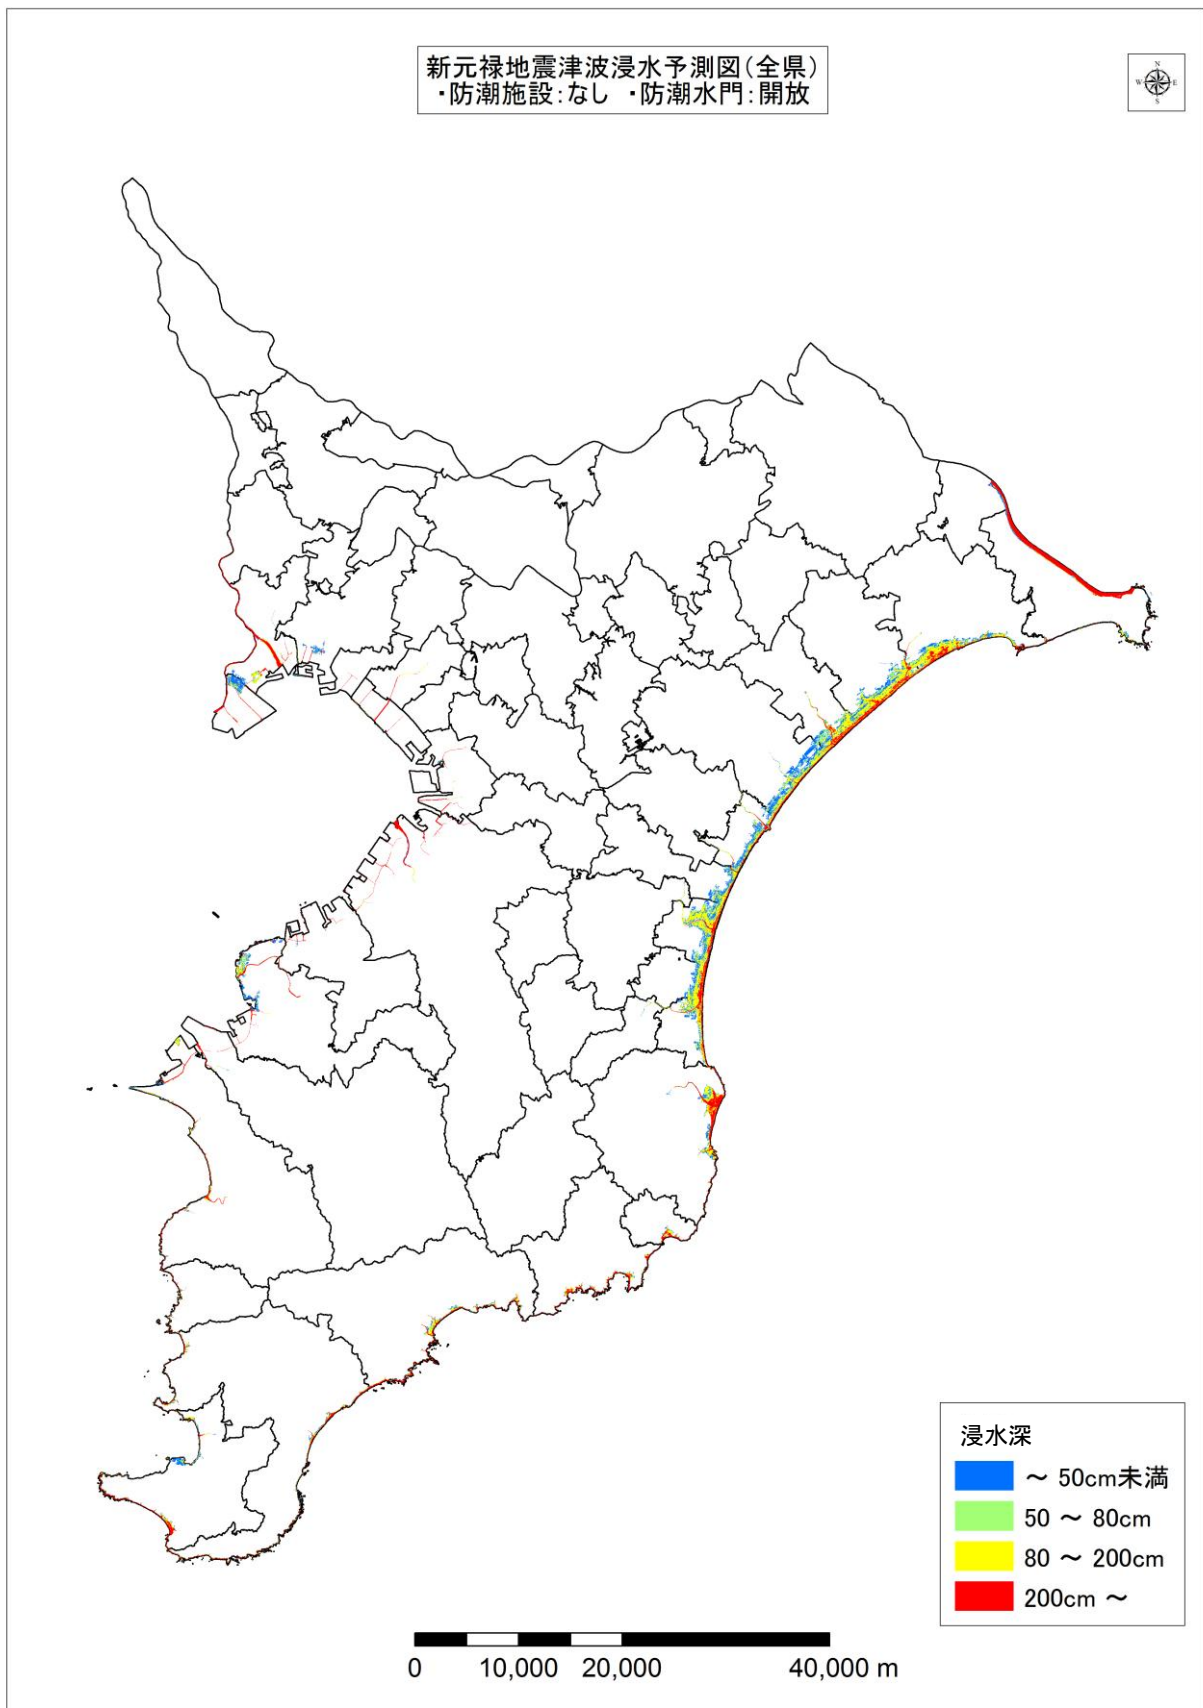 新元禄地震津波浸水予測図(全県)
・防潮施設:なし ・防潮水門:開放
N
W E
S
浸水深
～ 50cm未満
50 ～ 80cm
80 ～ 200cm
200cm ～
0 10,000 20,000 40,000 m